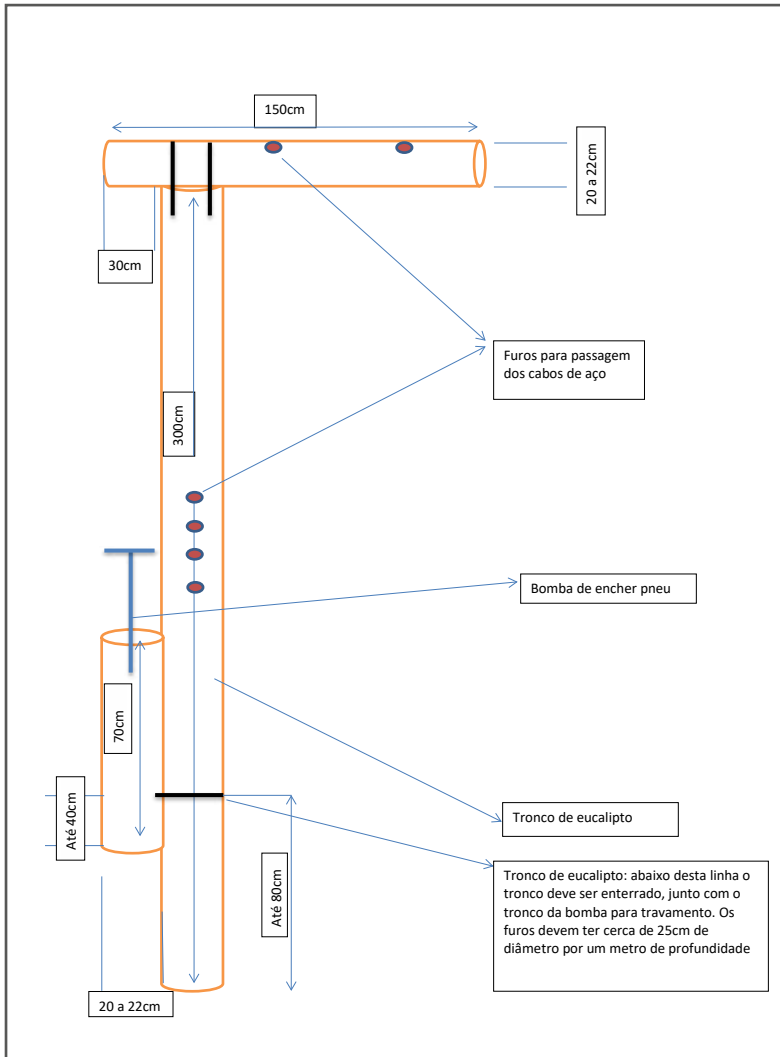 150cm
20 a 22cm
30cm
Furos para passagem
dos cabos de aço
300cm
Bomba de encher pneu
70cm
Até 40cm
Tronco de eucalipto
Até 80cm
Tronco de eucalipto: abaixo desta linha o
tronco deve ser enterrado, junto com o
tronco da bomba para travamento. Os
furos devem ter cerca de 25cm de
diâmetro por um metro de profundidade
20 a 22cm